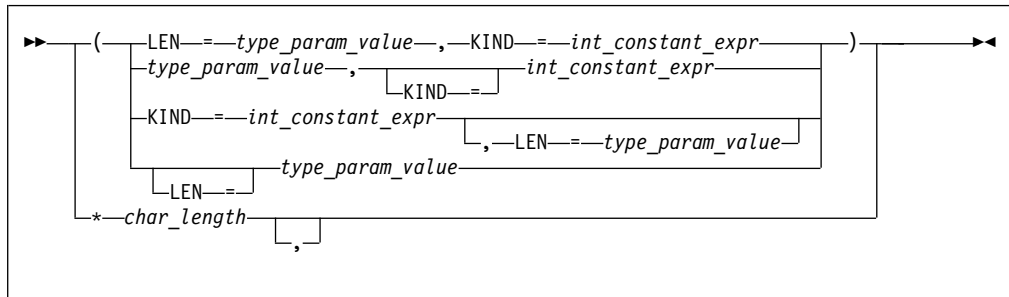 ( LEN = type_param_value , KIND = int_constant_expr )
type_param_value , int_constant_expr
KIND =
KIND = int_constant_expr
, LEN = type_param_value
type_param_value
LEN =
* char_length
,